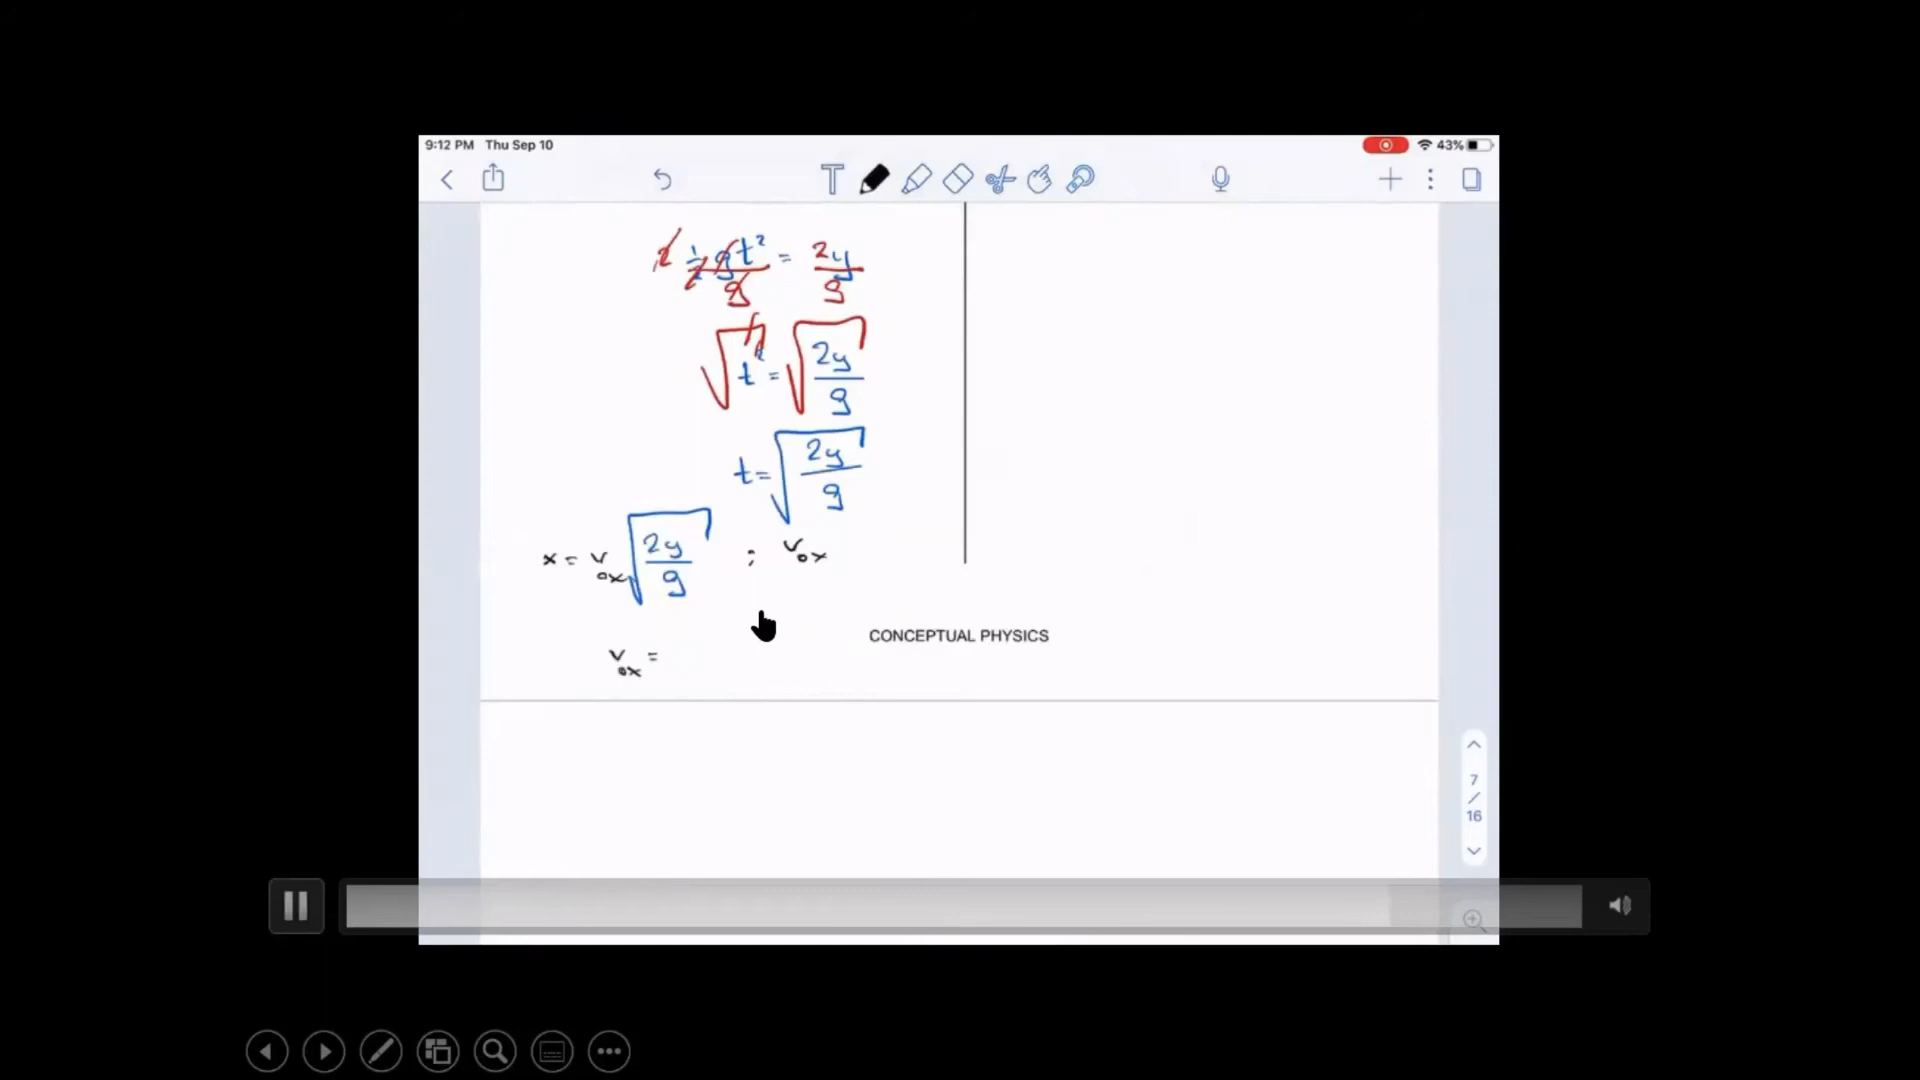 9:12 PM Thu Sep 10 43%
T
2 1/2 gt² / g = 2y / g
√t² = √(2y / g)
t = √(2y / g)
x = v₀ₓ √(2y / g) ; v₀ₓ
CONCEPTUAL PHYSICS
v₀ₓ =
7
/
16